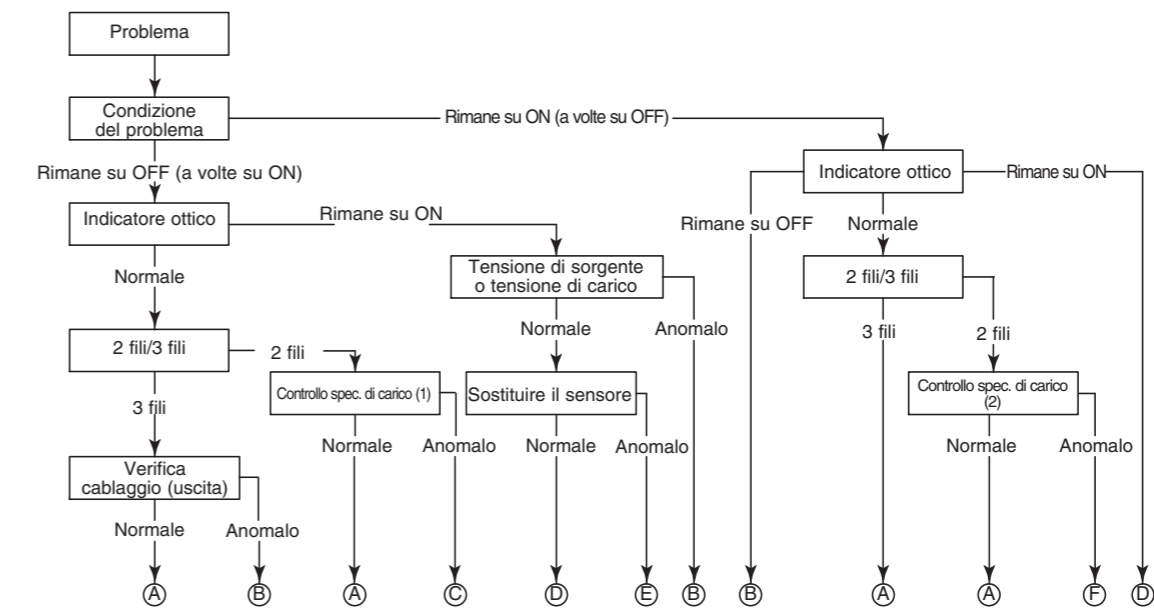 Problema
Condizione
del problema
Rimane su ON (a volte su OFF)
Rimane su OFF (a volte su ON)
Indicatore ottico
Rimane su ON
Indicatore ottico
Rimane su ON
Rimane su OFF
Normale
Normale
Tensione di sorgente
o tensione di carico
2 fili/3 fili
Normale
Anomalo
3 fili
2 fili
2 fili/3 fili
2 fili
Controllo spec. di carico (1)
Sostituire il sensore
Controllo spec. di carico
(2)
3 fili
Normale
Anomalo
Normale
Anomalo
Normale
Anomalo
Verifica
cablaggio (uscita)
Normale
Anomalo
A
B
A
C
D
E
B
B
A
A
F
D